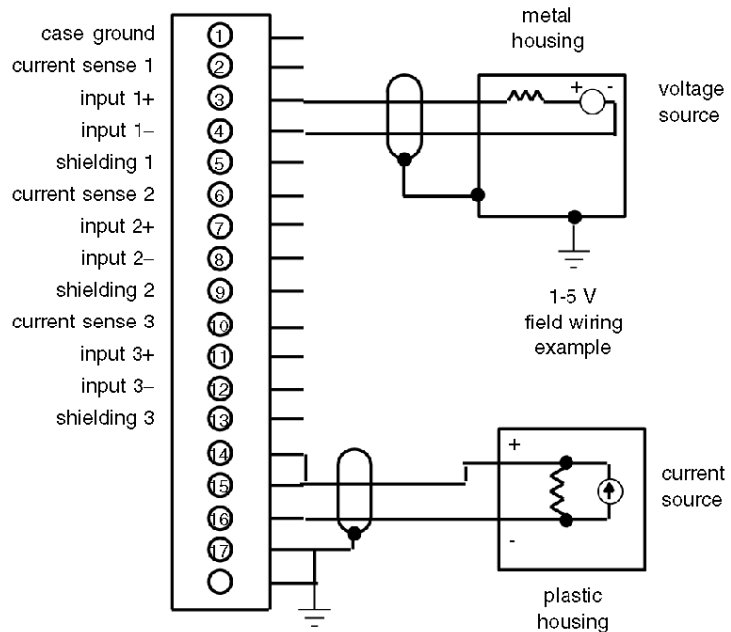 case ground
current sense 1
input 1+
input 1–
shielding 1
current sense 2
input 2+
input 2–
shielding 2
current sense 3
input 3+
input 3–
shielding 3
1
2
3
4
5
6
7
8
9
10
11
12
13
14
15
16
17
metal
housing
+ -
voltage
source
1-5 V
field wiring
example
+
-
current
source
plastic
housing